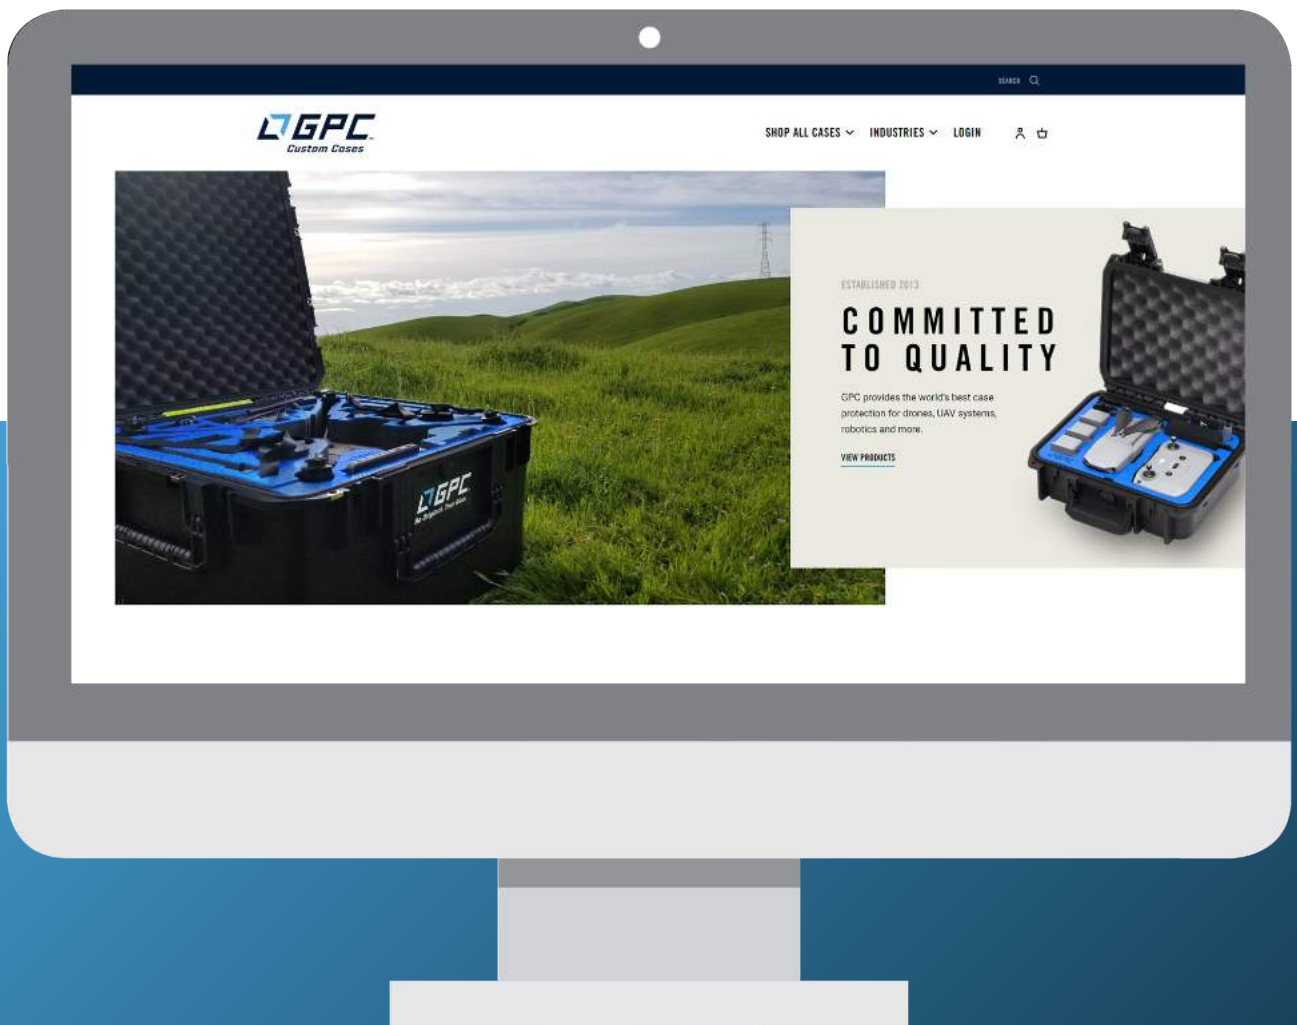 SEARCH
GPC
Custom Cases
SHOP ALL CASES
INDUSTRIES
LOGIN
ESTABLISHED 2013
COMMITTED
TO QUALITY
GPC provides the world's best case
protection for drones, UAV systems,
robotics and more.
VIEW PRODUCTS
GPC